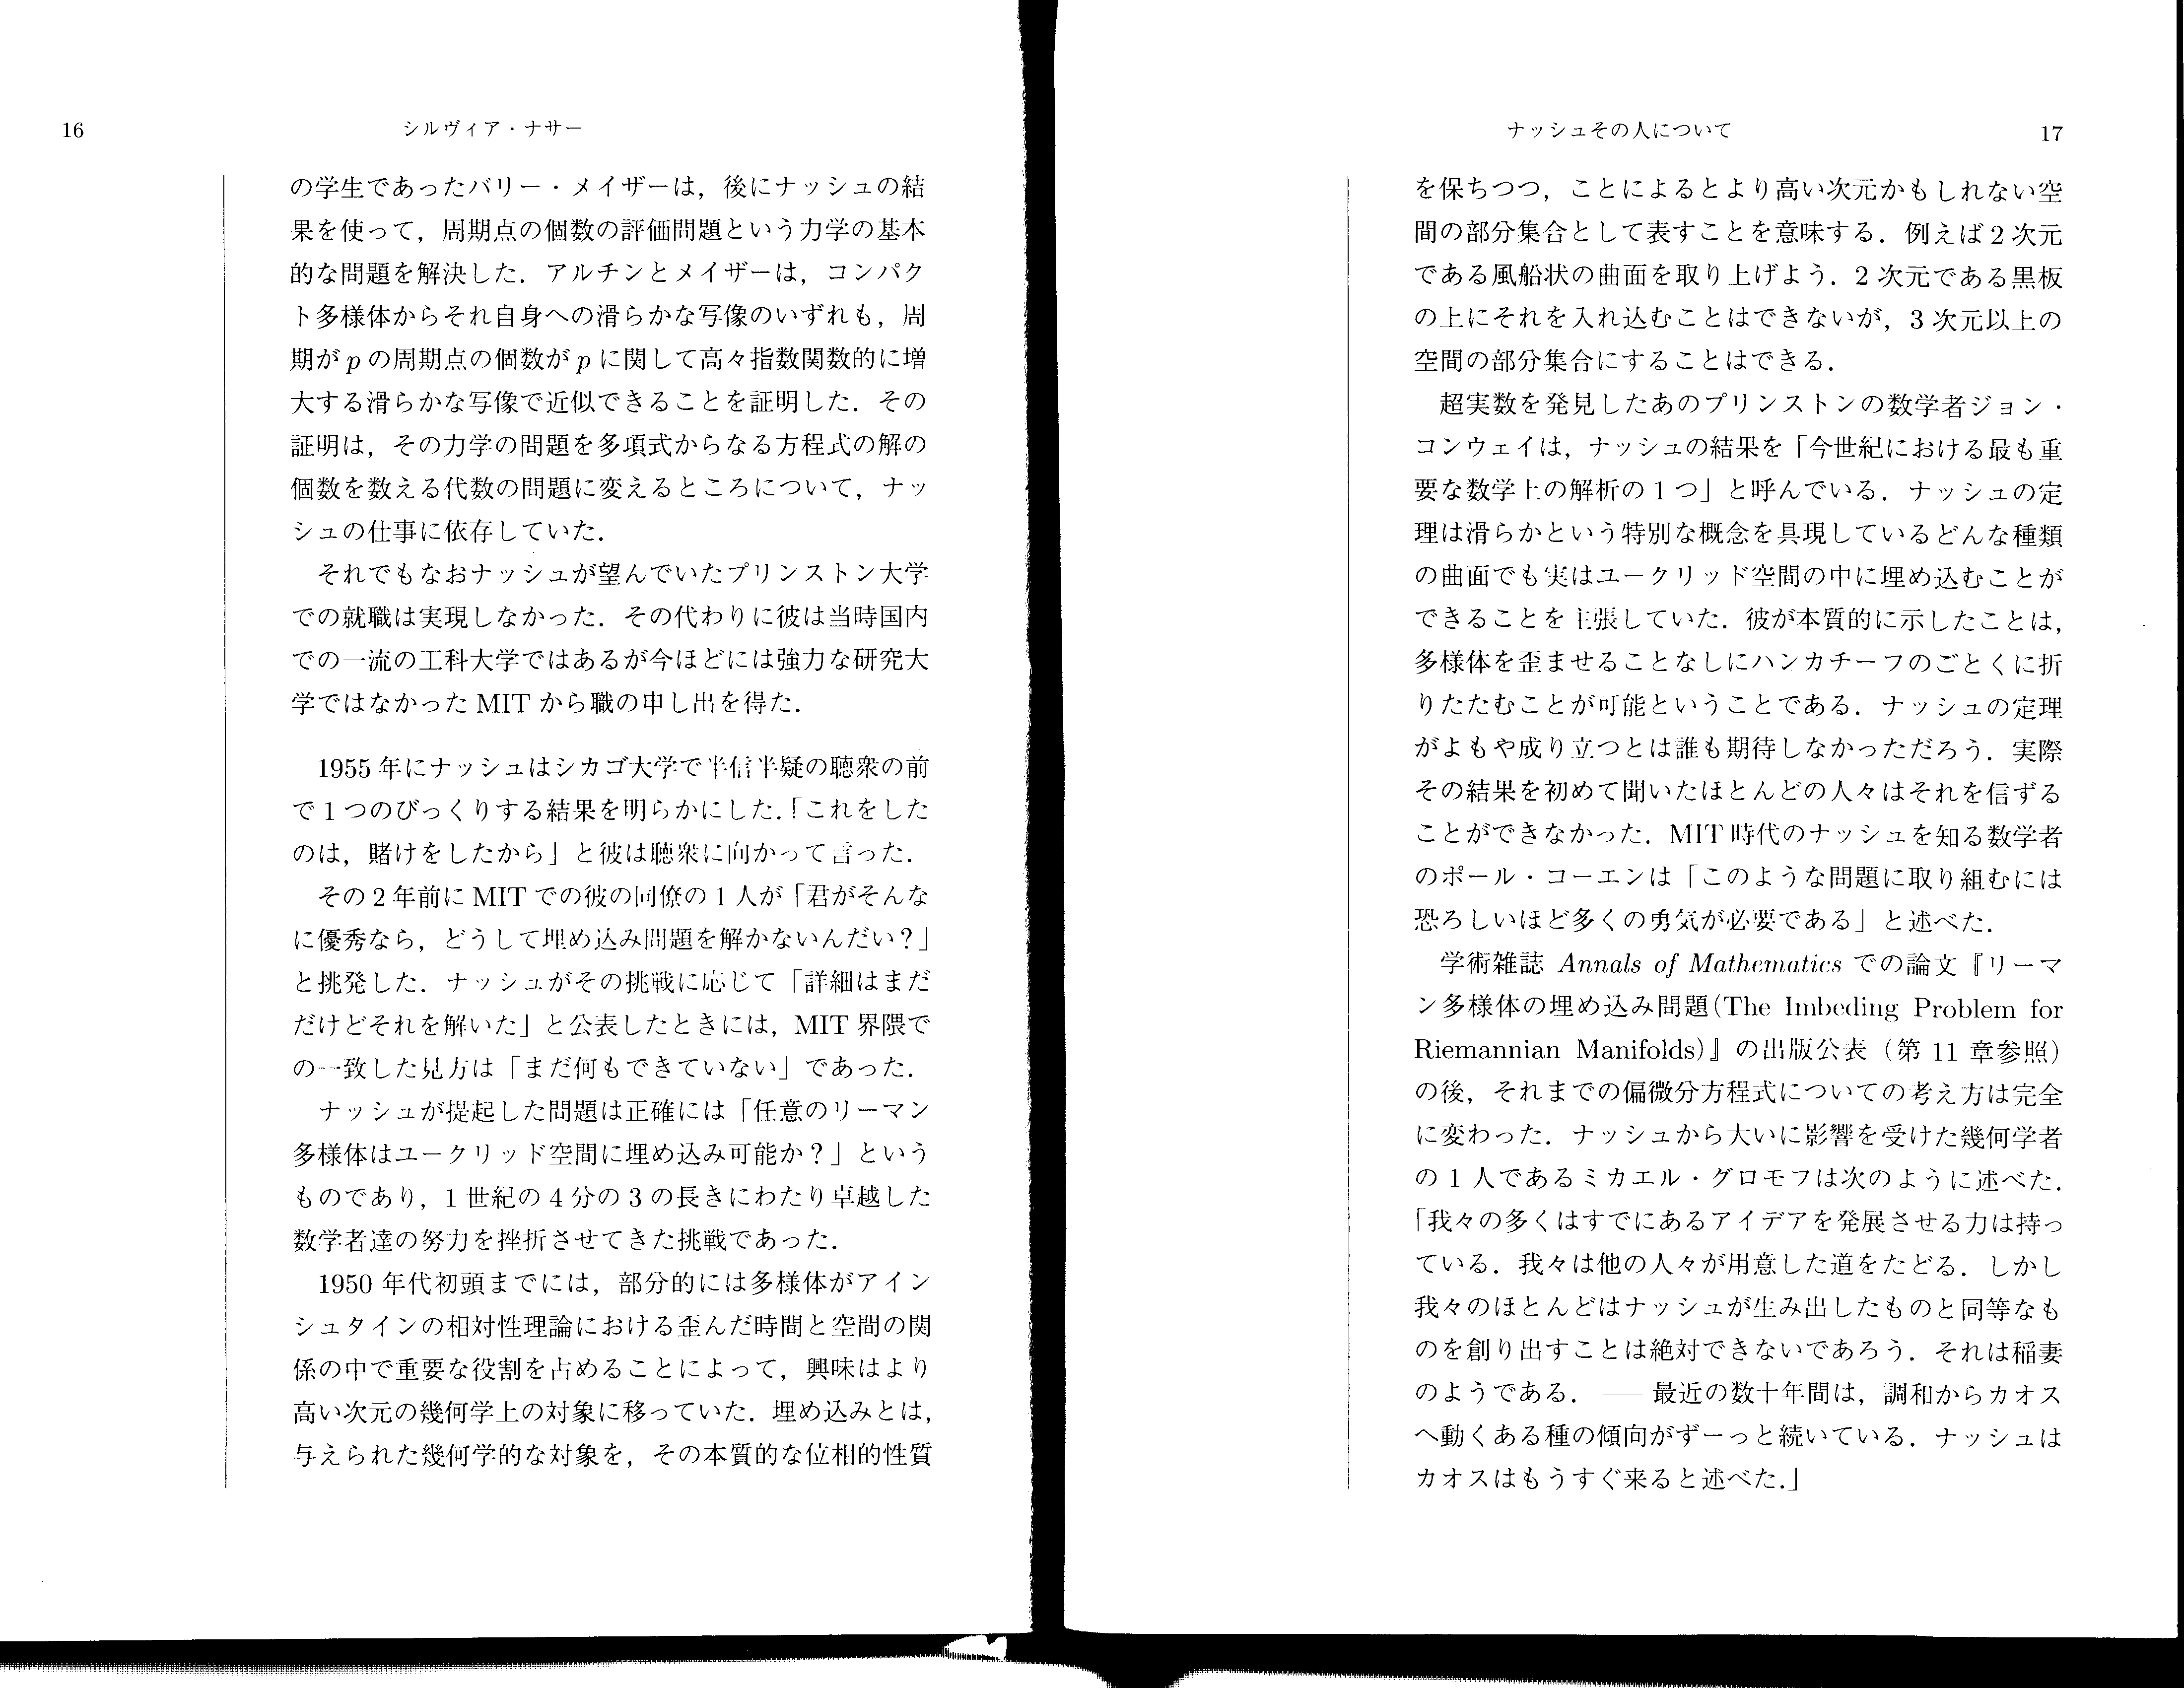 16
シルヴィア・ナサー
の学生であったバリー・メイザーは，後にナッシュの結
果を使って，周期点の個数の評価問題という力学の基本
的な問題を解決した．アルチンとメイザーは，コンパク
ト多様体からそれ自身への滑らかな写像のいずれも，周
期が p の周期点の個数が p に関して高々指数関数的に増
大する滑らかな写像で近似できることを証明した．その
証明は，その力学の問題を多項式からなる方程式の解の
個数を数える代数の問題に変えるところについて，ナッ
シュの仕事に依存していた．
それでもなおナッシュが望んでいたプリンストン大学
での就職は実現しなかった．その代わりに彼は当時国内
での一流の工科大学ではあるが今ほどには強力な研究大
学ではなかった MIT から職の申し出を得た．
1955 年にナッシュはシカゴ大学で半信半疑の聴衆の前
で 1 つのびっくりする結果を明らかにした．「これをした
のは，賭けをしたから」と彼は聴衆に向かって言った．
その 2 年前に MIT での彼の同僚の 1 人が「君がそんな
に優秀なら，どうして埋め込み問題を解かないんだい？」
と挑発した．ナッシュがその挑戦に応じて「詳細はまだ
だけどそれを解いた」と公表したときには，MIT 界隈で
の一致した見方は「まだ何もできていない」であった．
ナッシュが提起した問題は正確には「任意のリーマン
多様体はユークリッド空間に埋め込み可能か？」という
ものであり，1 世紀の 4 分の 3 の長きにわたり卓越した
数学者達の努力を挫折させてきた挑戦であった．
1950 年代初頭までには，部分的には多様体がアイン
シュタインの相対性理論における歪んだ時間と空間の関
係の中で重要な役割を占めることによって，興味はより
高い次元の幾何学上の対象に移っていた．埋め込みとは，
与えられた幾何学的な対象を，その本質的な位相的性質
ナッシュその人について
17
を保ちつつ，ことによるとより高い次元かもしれない空
間の部分集合として表すことを意味する．例えば 2 次元
である風船状の曲面を取り上げよう．2 次元である黒板
の上にそれを入れ込むことはできないが，3 次元以上の
空間の部分集合にすることはできる．
超実数を発見したあのプリンストンの数学者ジョン・
コンウェイは，ナッシュの結果を「今世紀における最も重
要な数学上の解析の 1 つ」と呼んでいる．ナッシュの定
理は滑らかという特別な概念を具現しているどんな種類
の曲面でも実はユークリッド空間の中に埋め込むことが
できることを主張していた．彼が本質的に示したことは，
多様体を歪ませることなしにハンカチーフのごとくに折
りたたむことが可能ということである．ナッシュの定理
がよもや成り立つとは誰も期待しなかっただろう．実際
その結果を初めて聞いたほとんどの人々はそれを信ずる
ことができなかった．MIT 時代のナッシュを知る数学者
のポール・コーエンは「このような問題に取り組むには
恐ろしいほど多くの勇気が必要である」と述べた．
学術雑誌 Annals of Mathematics での論文『リーマ
ン多様体の埋め込み問題(The Imbeding Problem for
Riemannian Manifolds)』の出版公表（第 11 章参照）
の後，それまでの偏微分方程式についての考え方は完全
に変わった．ナッシュから大いに影響を受けた幾何学者
の 1 人であるミカエル・グロモフは次のように述べた．
「我々の多くはすでにあるアイデアを発展させる力は持っ
ている．我々は他の人々が用意した道をたどる．しかし
我々のほとんどはナッシュが生み出したものと同等なも
のを創り出すことは絶対できないであろう．それは稲妻
のようである．—— 最近の数十年間は，調和からカオス
へ動くある種の傾向がずーっと続いている．ナッシュは
カオスはもうすぐ来ると述べた．」